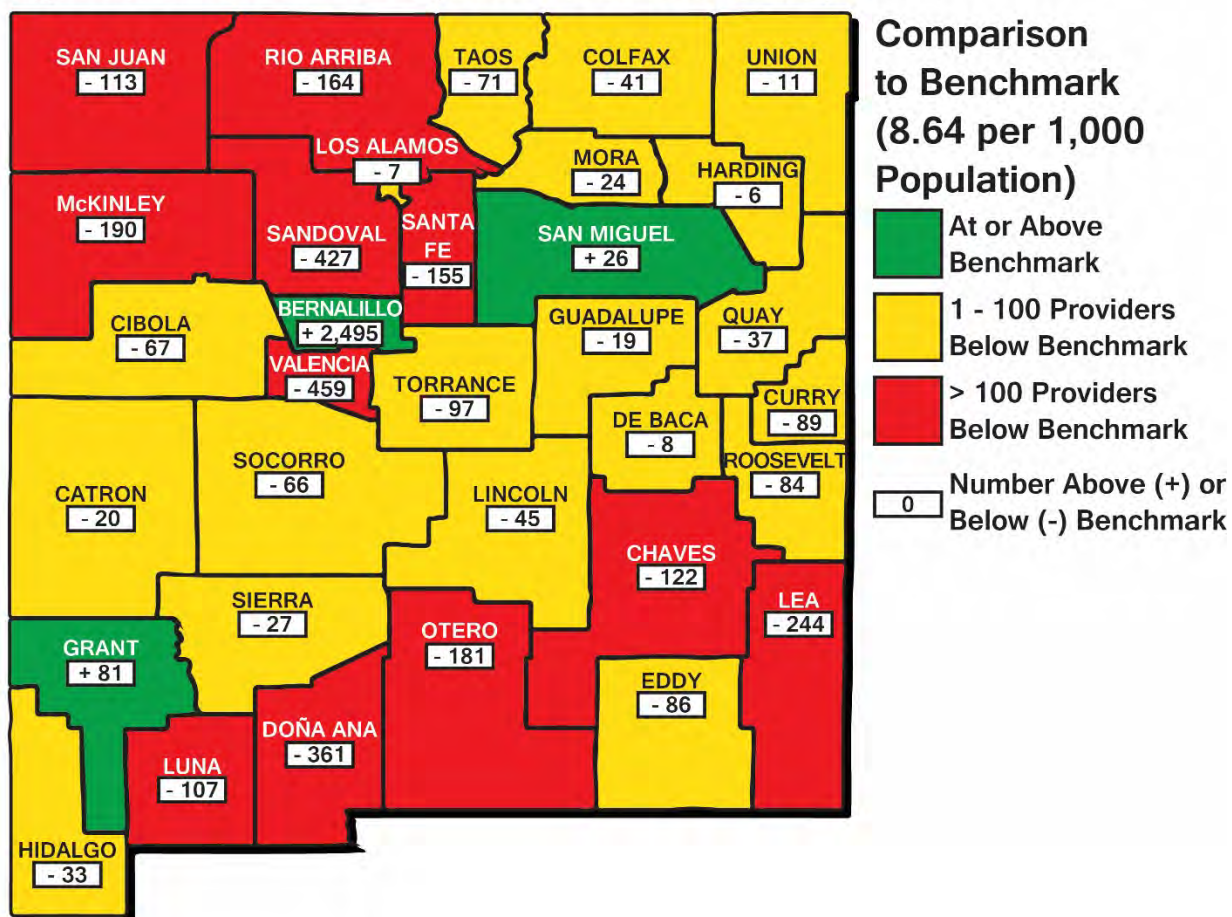 SAN JUAN
- 113
RIO ARRIBA
- 164
TAOS
- 71
COLFAX
- 41
UNION
- 11
LOS ALAMOS
- 7
MORA
- 24
HARDING
- 6
McKINLEY
- 190
SANDOVAL
- 427
SANTA
FE
- 155
SAN MIGUEL
+ 26
BERNALILLO
+ 2,495
CIBOLA
- 67
VALENCIA
- 459
TORRANCE
- 97
GUADALUPE
- 19
QUAY
- 37
CURRY
- 89
DE BACA
- 8
ROOSEVELT
- 84
CATRON
- 20
SOCORRO
- 66
LINCOLN
- 45
CHAVES
- 122
LEA
- 244
SIERRA
- 27
OTERO
- 181
GRANT
+ 81
EDDY
- 86
DOÑA ANA
- 361
LUNA
- 107
HIDALGO
- 33
Comparison
to Benchmark
(8.64 per 1,000
Population)
At or Above
Benchmark
1 - 100 Providers
Below Benchmark
> 100 Providers
Below Benchmark
0
Number Above (+) or
Below (-) Benchmark